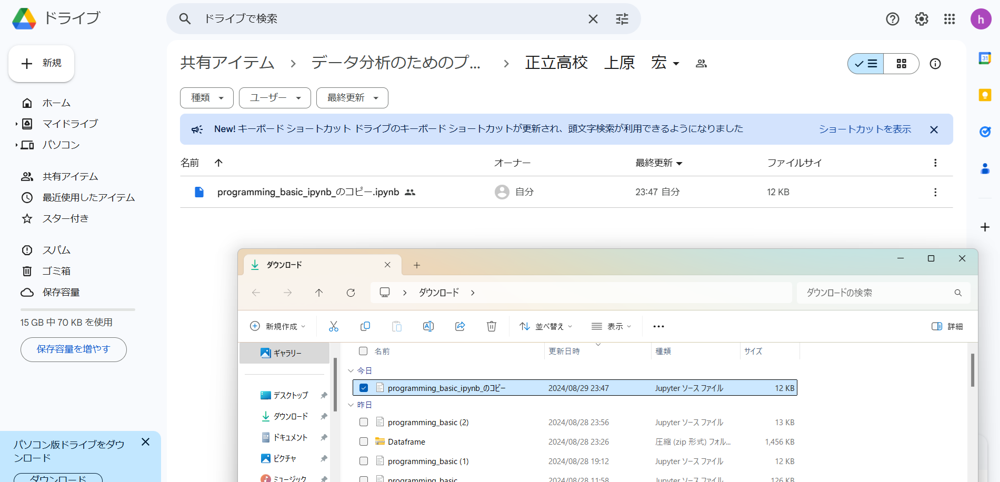 ドライブ
ドライブで検索
h
新規
ホーム
マイドライブ
パソコン
共有アイテム
最近使用したアイテム
スター付き
スパム
ゴミ箱
保存容量
15 GB 中 70 KB を使用
保存容量を増やす
パソコン版ドライブをダウ
ンロード
ダウンロード
共有アイテム データ分析のためのプ... 正立高校 上原 宏
種類 ユーザー 最終更新
New! キーボード ショートカット ドライブのキーボード ショートカットが更新され、頭文字検索が利用できるようになりました ショートカットを表示
名前 オーナー 最終更新 ファイルサイ
programming_basic_ipynb_のコピー.ipynb 自分 23:47 自分 12 KB
31
ダウンロード
ダウンロード ダウンロードの検索
新規作成 並べ替え 表示 詳細
ギャラリー
デスクトップ
ダウンロード
ドキュメント
ピクチャ
ミュージック
名前 更新日時 種類 サイズ
今日
programming_basic_ipynb_のコピー 2024/08/29 23:47 Jupyter ソース ファイル 12 KB
昨日
programming_basic (2) 2024/08/28 23:56 Jupyter ソース ファイル 13 KB
Dataframe 2024/08/28 23:26 圧縮 (zip 形式) フォル... 1,456 KB
programming_basic (1) 2024/08/28 19:12 Jupyter ソース ファイル 12 KB
programming_basic 2024/08/28 11:58 Jupyter ソース ファイル 126 KB